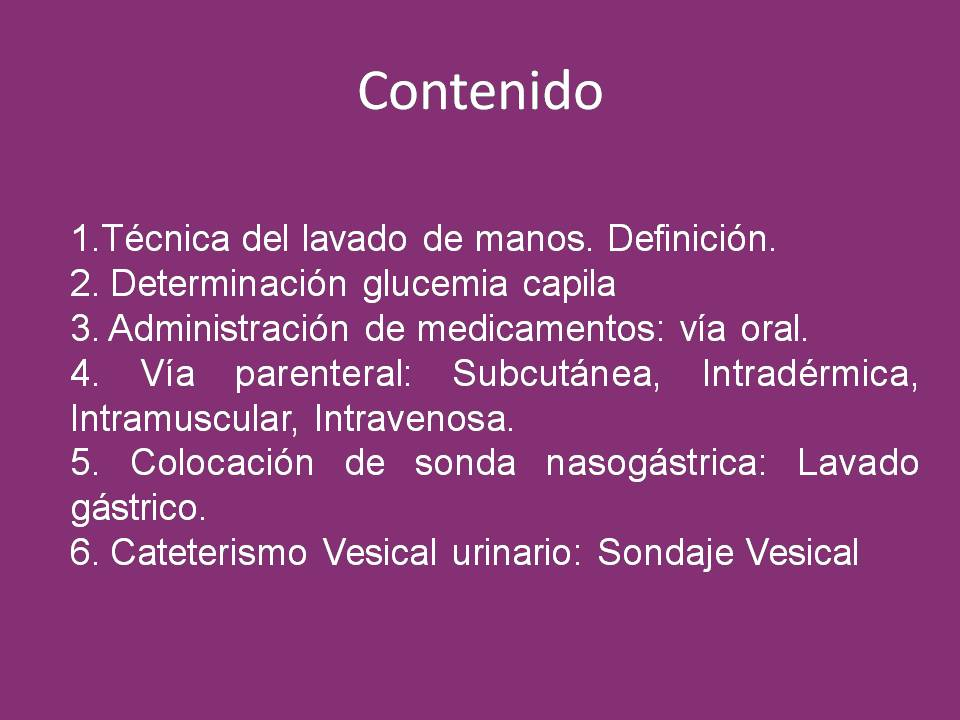 Contenido
1.Técnica del lavado de manos. Definición.
2. Determinación glucemia capila
3. Administración de medicamentos: vía oral.
4. Vía parenteral: Subcutánea, Intradérmica,
Intramuscular, Intravenosa.
5. Colocación de sonda nasogástrica: Lavado
gástrico.
6. Cateterismo Vesical urinario: Sondaje Vesical